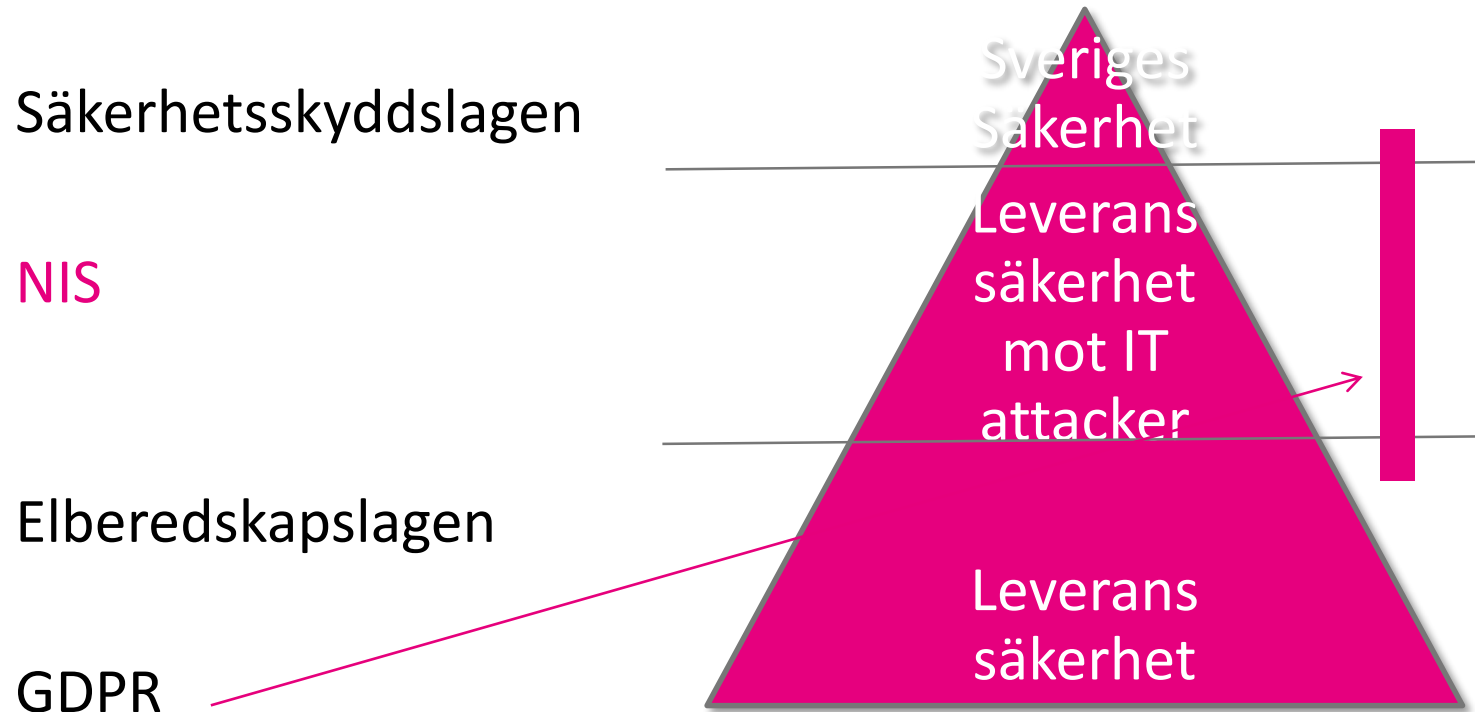 Säkerhetsskyddslagen
NIS
Elberedskapslagen
GDPR
Sveriges
Säkerhet
Leverans
säkerhet
mot IT
attacker
Leverans
säkerhet